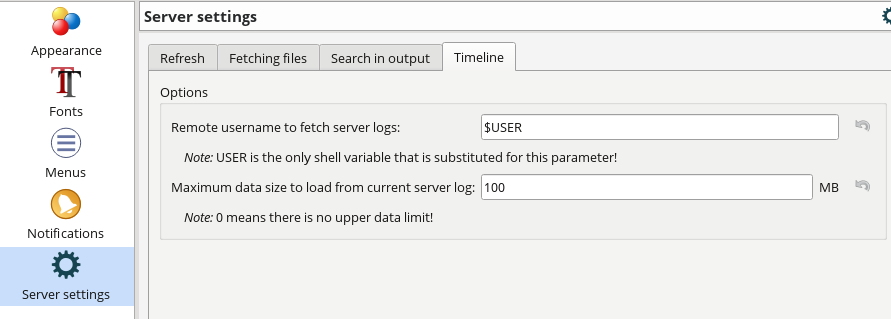 Server settings
Appearance
Fonts
Menus
Notifications
Server settings
Refresh
Fetching files
Search in output
Timeline
Options
Remote username to fetch server logs: $USER
Note: USER is the only shell variable that is substituted for this parameter!
Maximum data size to load from current server log: 100 MB
Note: 0 means there is no upper data limit!